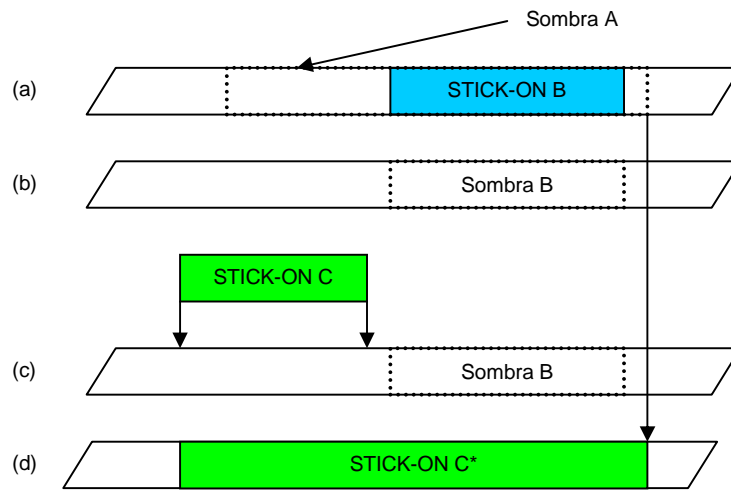 Sombra A
(a)
STICK-ON B
(b)
Sombra B
STICK-ON C
(c)
Sombra B
(d)
STICK-ON C*